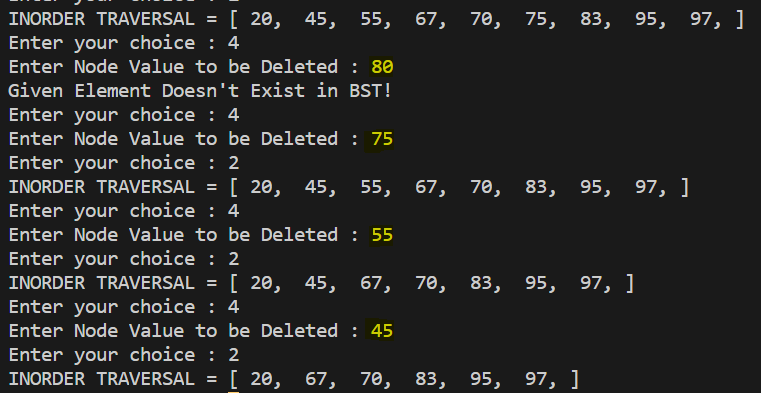 INORDER TRAVERSAL = [ 20,  45,  55,  67,  70,  75,  83,  95,  97, ]
Enter your choice : 4
Enter Node Value to be Deleted : 80
Given Element Doesn't Exist in BST!
Enter your choice : 4
Enter Node Value to be Deleted : 75
Enter your choice : 2
INORDER TRAVERSAL = [ 20,  45,  55,  67,  70,  83,  95,  97, ]
Enter your choice : 4
Enter Node Value to be Deleted : 55
Enter your choice : 2
INORDER TRAVERSAL = [ 20,  45,  67,  70,  83,  95,  97, ]
Enter your choice : 4
Enter Node Value to be Deleted : 45
Enter your choice : 2
INORDER TRAVERSAL = [ 20,  67,  70,  83,  95,  97, ]